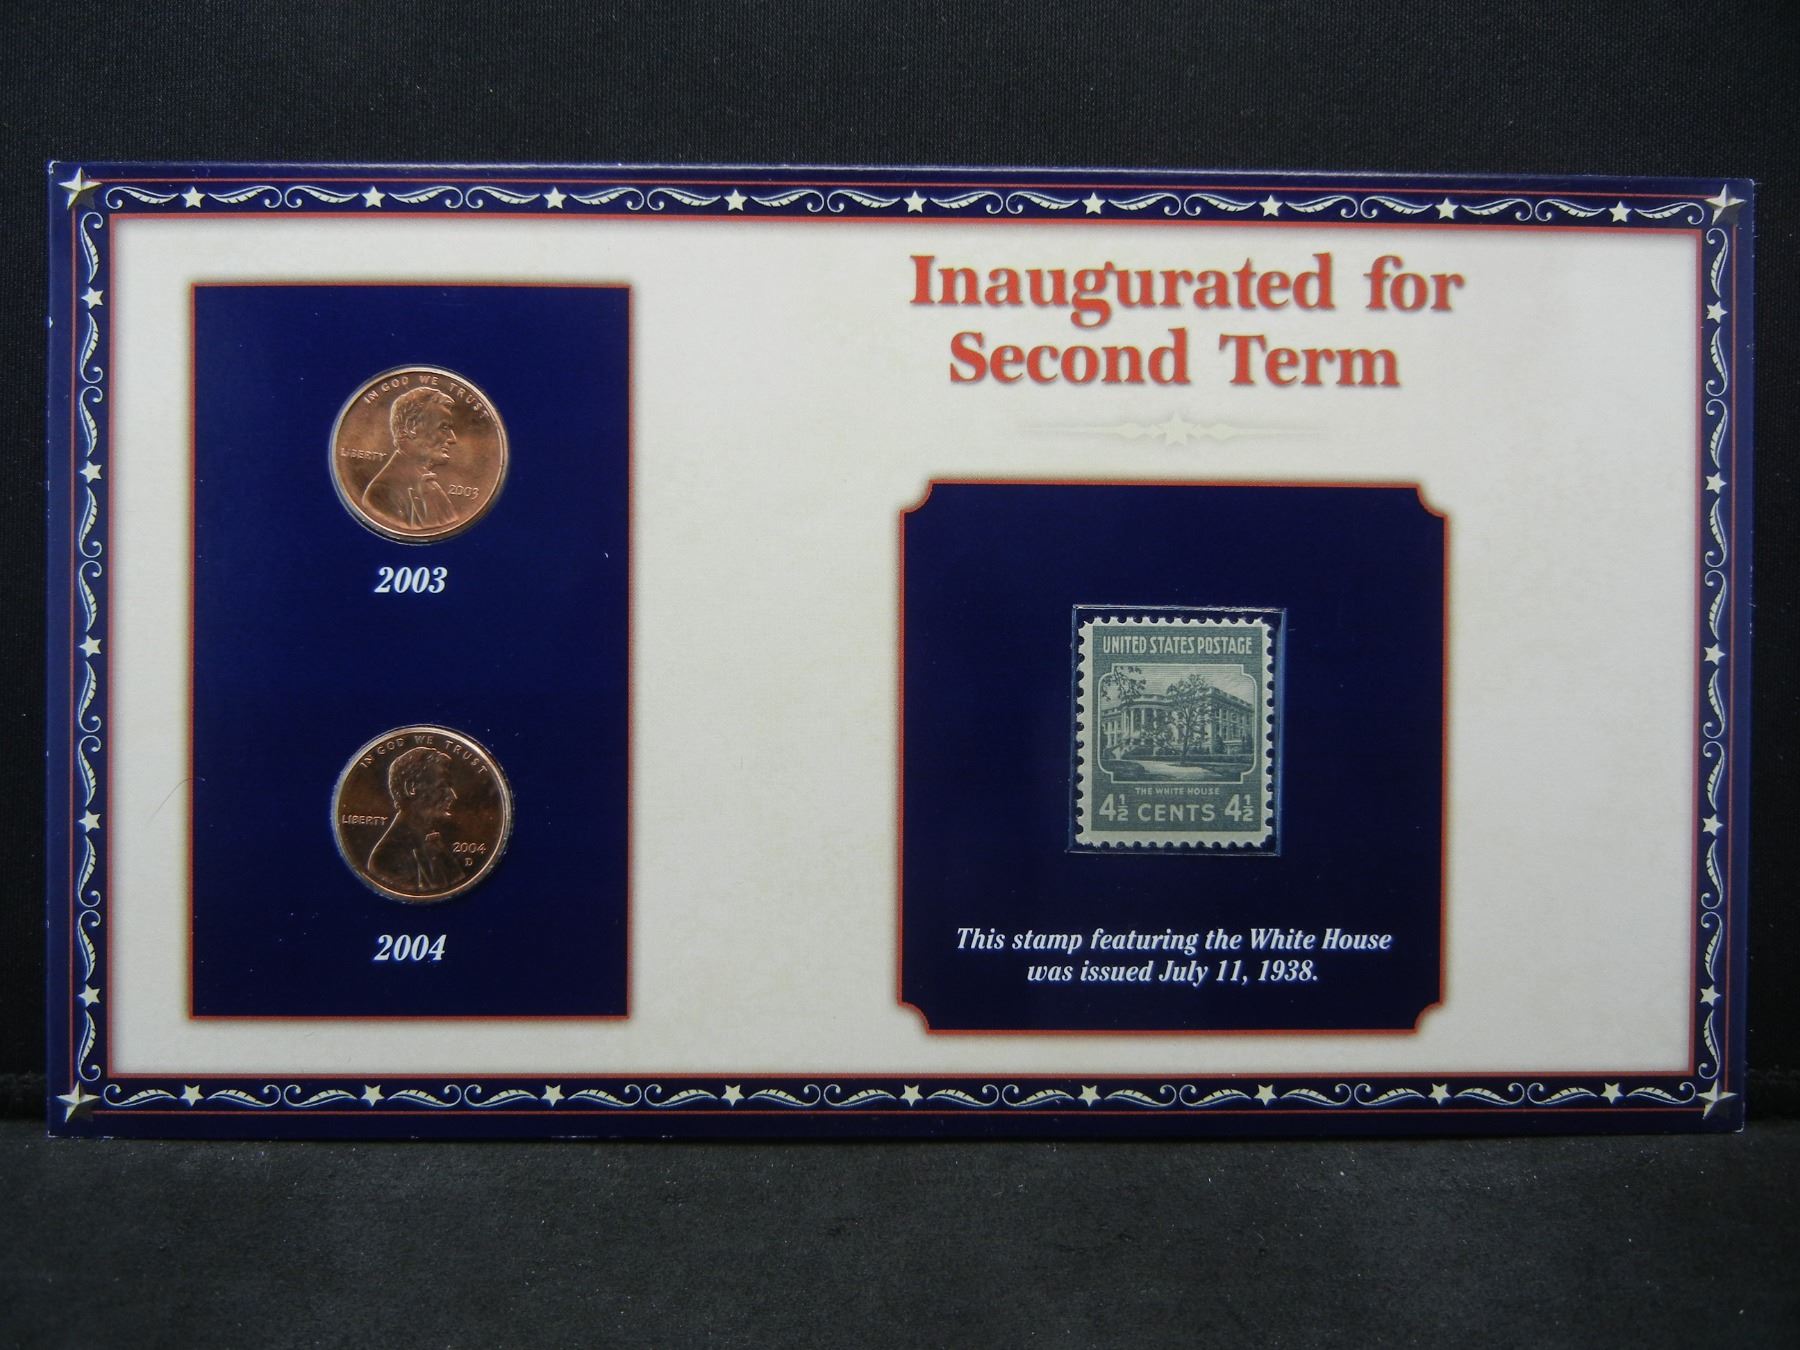 Inaugurated for
Second Term
IN GOD WE TRUST
LIBERTY
2003
2003
IN GOD WE TRUST
LIBERTY
2004
D
2004
UNITED STATES POSTAGE
THE WHITE HOUSE
4½ CENTS 4½
This stamp featuring the White House
was issued July 11, 1938.